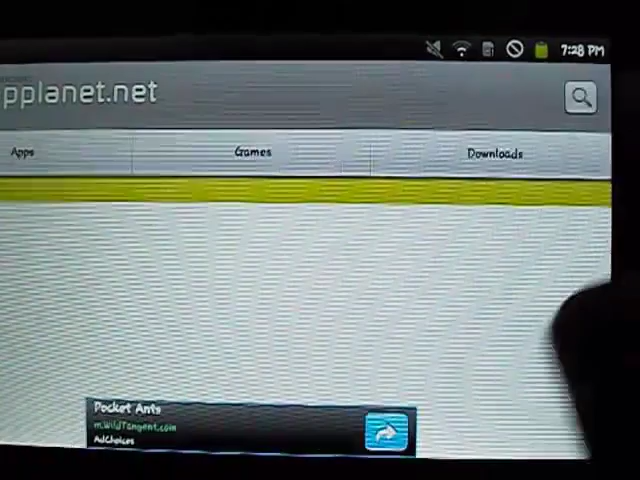 7:28 PM
pplanet.net
Apps Games Downloads
Pocket Ants
m.WildTangent.com
AdChoices